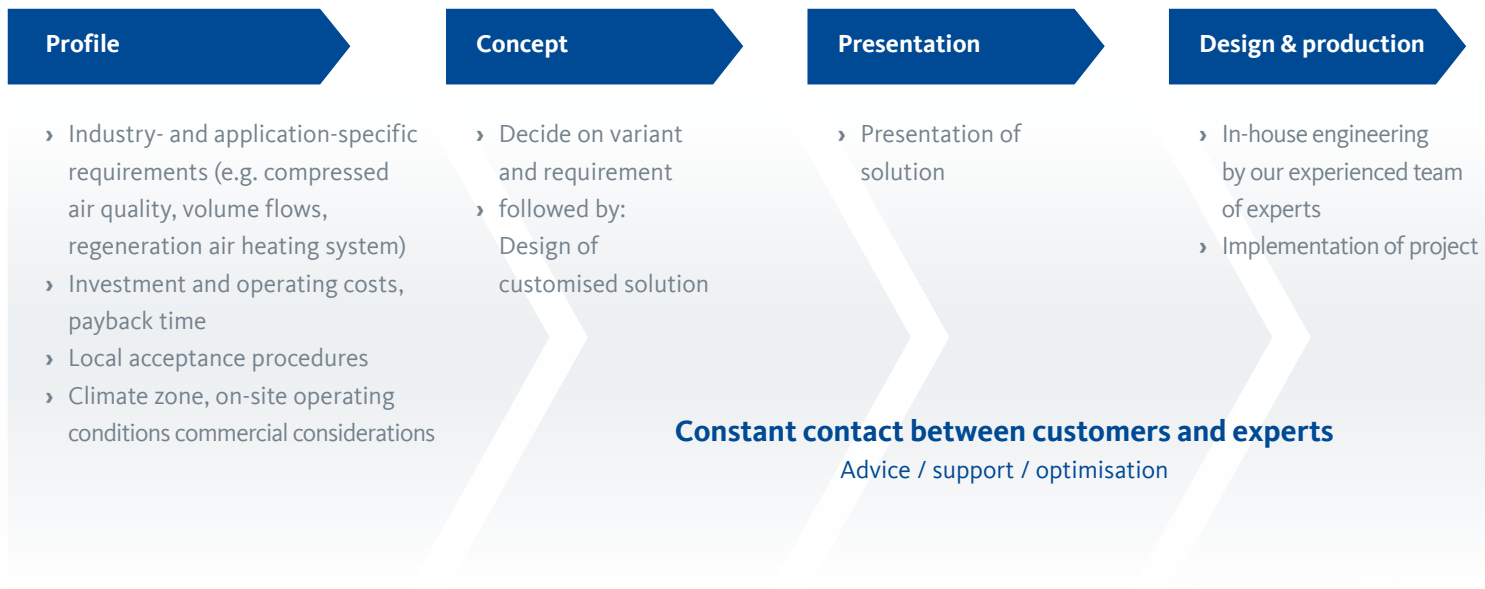 Profile
› Industry- and application-specific
requirements (e.g. compressed
air quality, volume flows,
regeneration air heating system)
› Investment and operating costs,
payback time
› Local acceptance procedures
› Climate zone, on-site operating
conditions commercial considerations
Concept
› Decide on variant
and requirement
› followed by:
Design of
customised solution
Presentation
› Presentation of
solution
Design & production
› In-house engineering
by our experienced team
of experts
› Implementation of project
Constant contact between customers and experts
Advice / support / optimisation